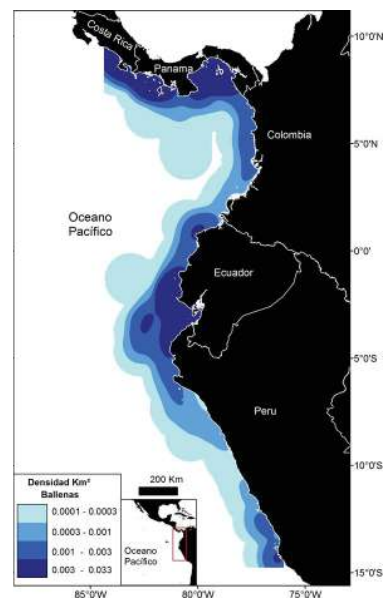 10°0'N
Costa Rica
Panama
Colombia
5°0'N
Oceano
Pacífico
0°0'
Ecuador
5°0'S
Peru
Densidad Km²
Ballenas
0.0001 - 0.0003
0.0003 - 0.001
0.001 - 0.003
0.003 - 0.033
200 Km
Oceano
Pacífico
10°0'S
15°0'S
85°0'W
80°0'W
75°0'W